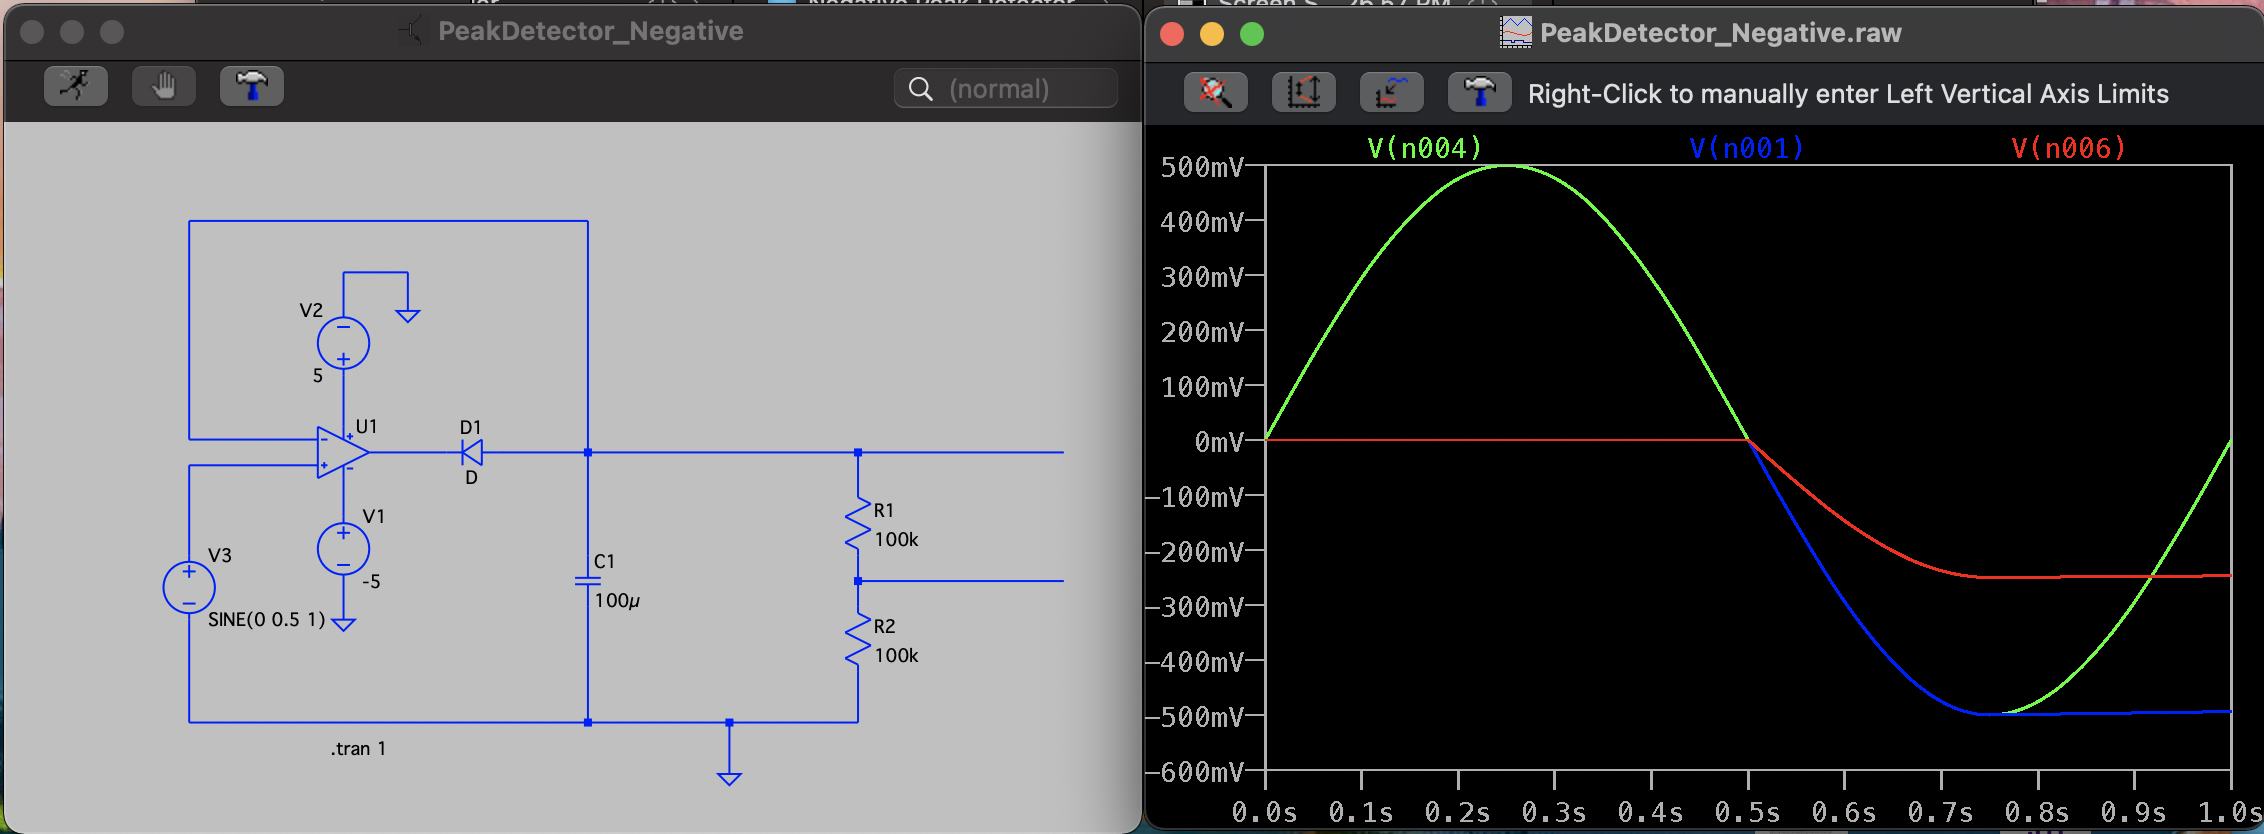 PeakDetector_Negative
(normal)
V2
5
U1
D1
D
V1
-5
V3
SINE(0 0.5 1)
C1
100µ
R1
100k
R2
100k
.tran 1
PeakDetector_Negative.raw
Right-Click to manually enter Left Vertical Axis Limits
V(n004) V(n001) V(n006)
500mV
400mV
300mV
200mV
100mV
0mV
-100mV
-200mV
-300mV
-400mV
-500mV
-600mV
0.0s 0.1s 0.2s 0.3s 0.4s 0.5s 0.6s 0.7s 0.8s 0.9s 1.0s